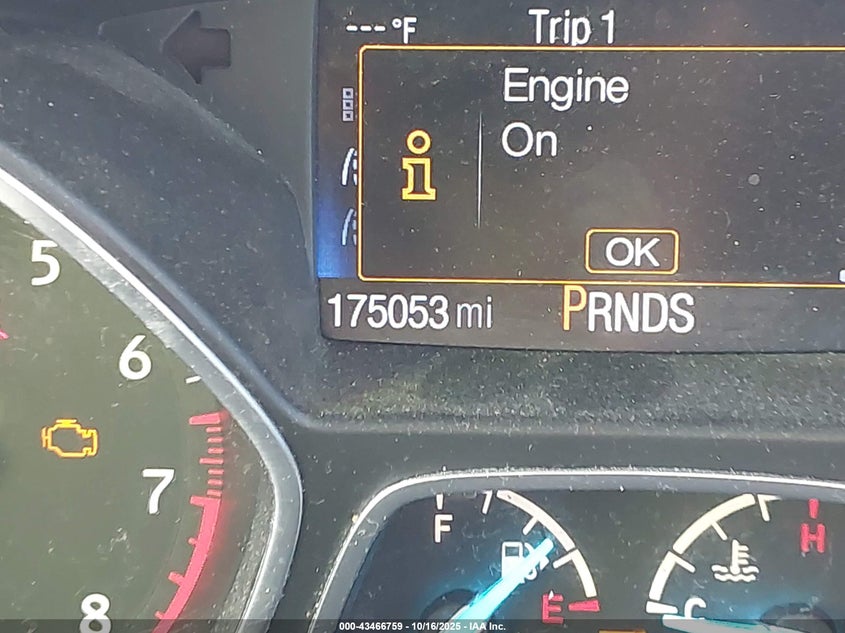 ---°F
Trip 1
Engine
On
i
OK
175053 mi
PRNDS
5
6
7
8
F
E
H
C
000-43466759 - 10/16/2025 - IAA Inc.